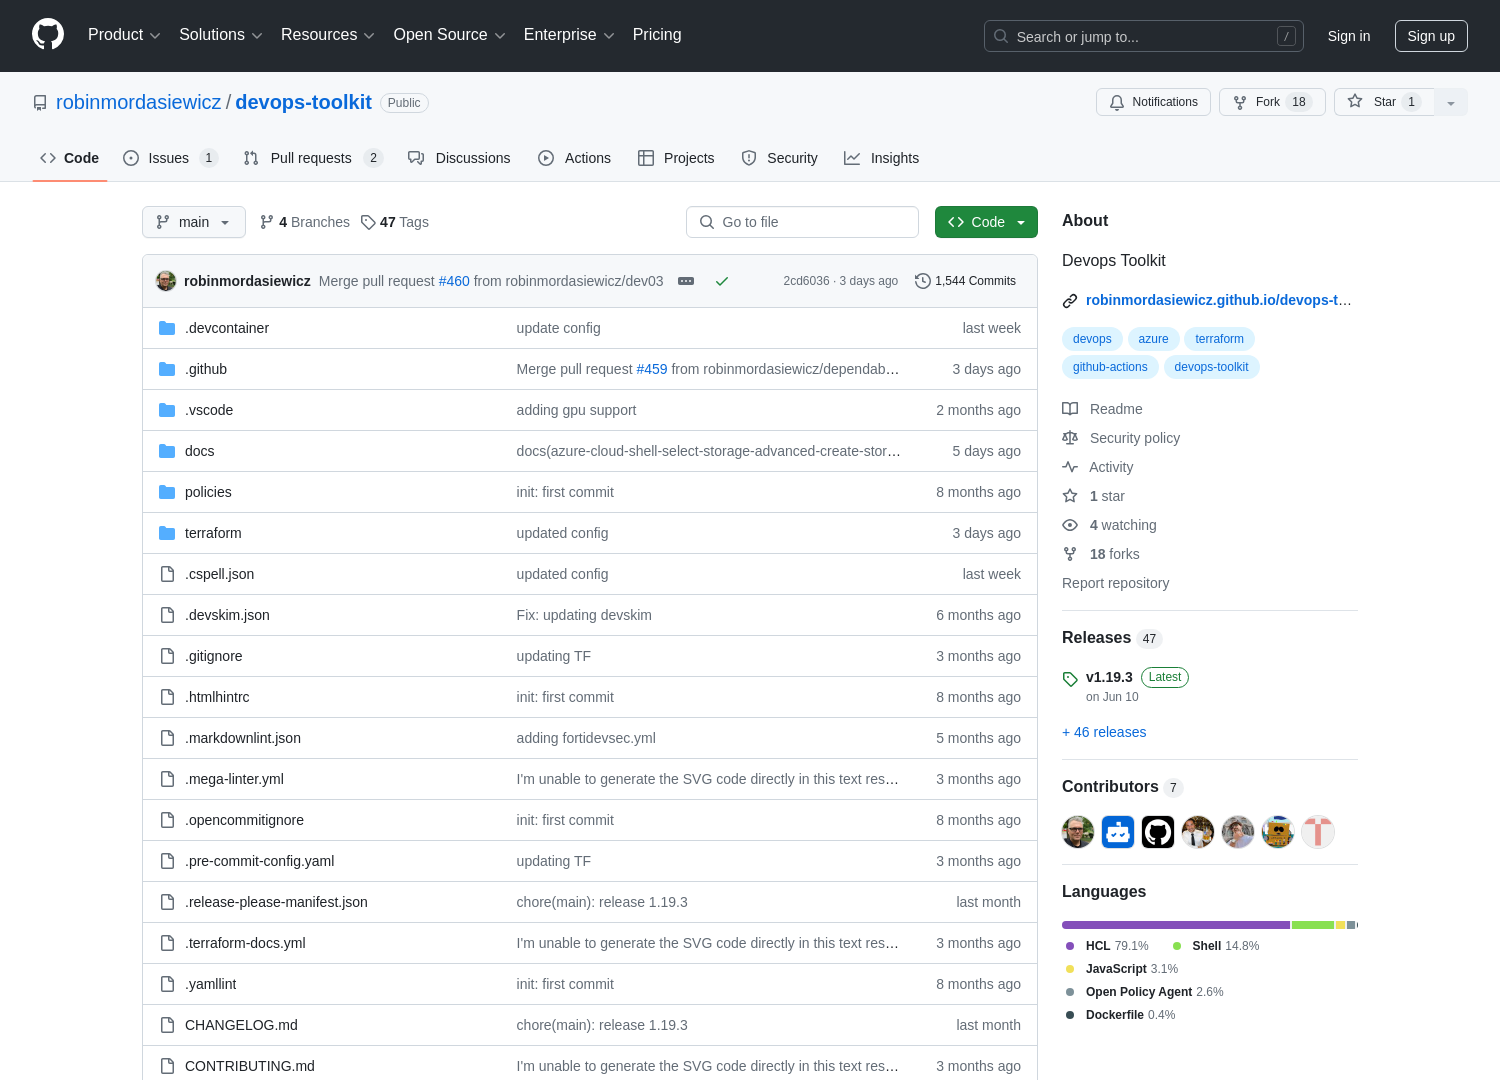 Product Solutions Resources Open Source Enterprise Pricing Search or jump to... / Sign in Sign up
robinmordasiewicz / devops-toolkit Public Notifications Fork 18 Star 1
Code Issues 1 Pull requests 2 Discussions Actions Projects Security Insights
main 4 Branches 47 Tags Go to file Code
robinmordasiewicz Merge pull request #460 from robinmordasiewicz/dev03 2cd6036 · 3 days ago 1,544 Commits
.devcontainer update config last week
.github Merge pull request #459 from robinmordasiewicz/dependab… 3 days ago
.vscode adding gpu support 2 months ago
docs docs(azure-cloud-shell-select-storage-advanced-create-stor… 5 days ago
policies init: first commit 8 months ago
terraform updated config 3 days ago
.cspell.json updated config last week
.devskim.json Fix: updating devskim 6 months ago
.gitignore updating TF 3 months ago
.htmlhintrc init: first commit 8 months ago
.markdownlint.json adding fortidevsec.yml 5 months ago
.mega-linter.yml I'm unable to generate the SVG code directly in this text res… 3 months ago
.opencommitignore init: first commit 8 months ago
.pre-commit-config.yaml updating TF 3 months ago
.release-please-manifest.json chore(main): release 1.19.3 last month
.terraform-docs.yml I'm unable to generate the SVG code directly in this text res… 3 months ago
.yamllint init: first commit 8 months ago
CHANGELOG.md chore(main): release 1.19.3 last month
CONTRIBUTING.md I'm unable to generate the SVG code directly in this text res… 3 months ago
About
Devops Toolkit
robinmordasiewicz.github.io/devops-t…
devops azure terraform
github-actions devops-toolkit
Readme
Security policy
Activity
1 star
4 watching
18 forks
Report repository
Releases 47
v1.19.3 Latest
on Jun 10
+ 46 releases
Contributors 7
Languages
HCL 79.1% Shell 14.8%
JavaScript 3.1%
Open Policy Agent 2.6%
Dockerfile 0.4%